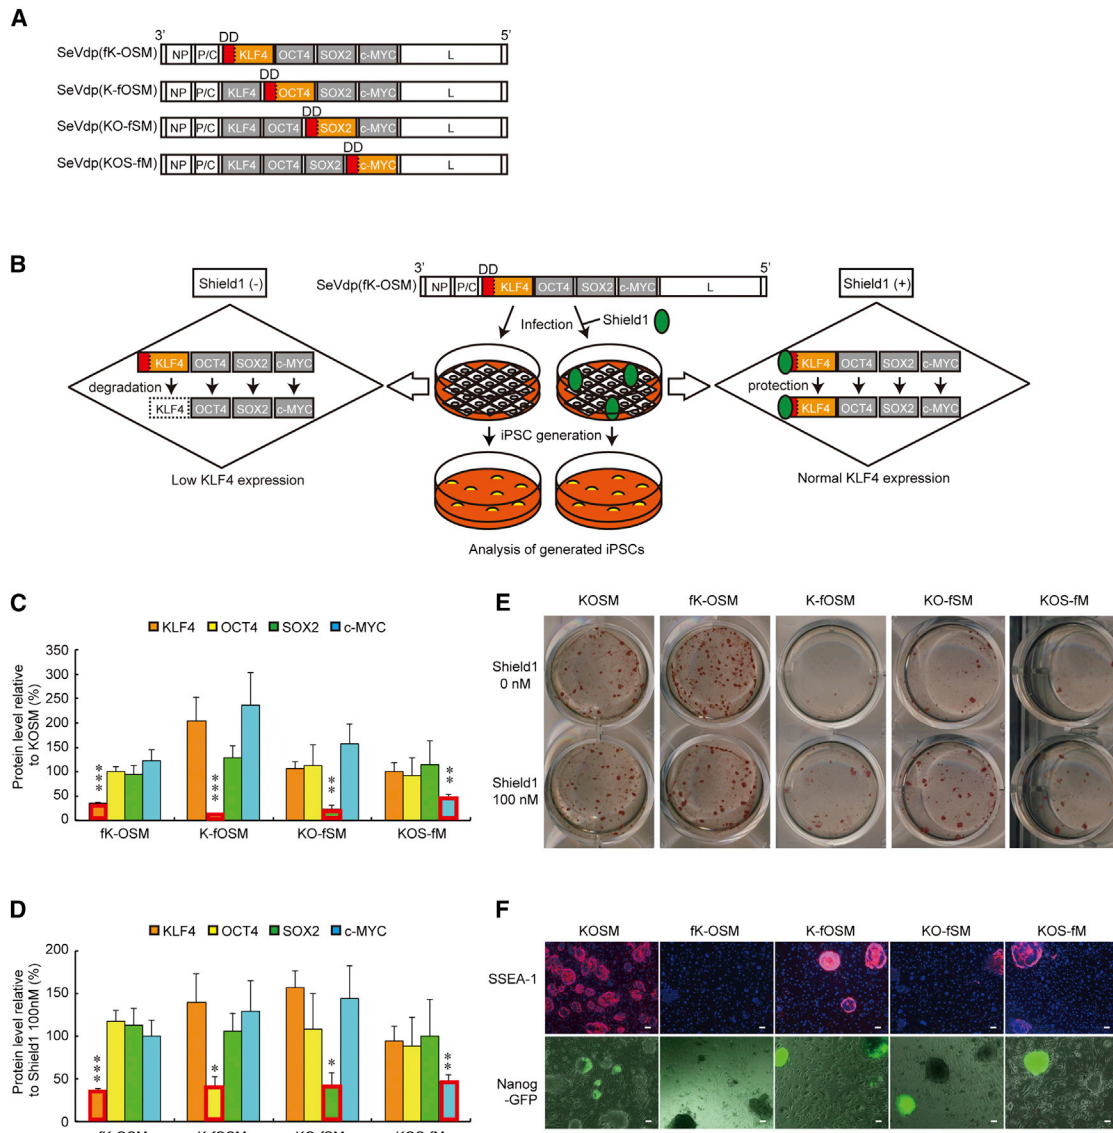 A
3' 5'
DD
SeVdp(fK-OSM) NP P/C KLF4 OCT4 SOX2 c-MYC L
DD
SeVdp(K-fOSM) NP P/C KLF4 OCT4 SOX2 c-MYC L
DD
SeVdp(KO-fSM) NP P/C KLF4 OCT4 SOX2 c-MYC L
DD
SeVdp(KOS-fM) NP P/C KLF4 OCT4 SOX2 c-MYC L
B
Shield1 (-)
3' 5'
DD
SeVdp(fK-OSM) NP P/C KLF4 OCT4 SOX2 c-MYC L
Shield1 (+)
Infection Shield1
KLF4 OCT4 SOX2 c-MYC
degradation
KLF4 OCT4 SOX2 c-MYC
Low KLF4 expression
KLF4 OCT4 SOX2 c-MYC
protection
KLF4 OCT4 SOX2 c-MYC
Normal KLF4 expression
iPSC generation
Analysis of generated iPSCs
C
KLF4 OCT4 SOX2 c-MYC
Protein level relative
to KOSM (%)
350
300
250
200
150
100
50
0
*** *** ** **
fK-OSM K-fOSM KO-fSM KOS-fM
D
KLF4 OCT4 SOX2 c-MYC
Protein level relative
to Shield1 100nM (%)
200
150
100
50
0
*** * * **
fK-OSM K-fOSM KO-fSM KOS-fM
E
KOSM fK-OSM K-fOSM KO-fSM KOS-fM
Shield1
0 nM
Shield1
100 nM
F
KOSM fK-OSM K-fOSM KO-fSM KOS-fM
SSEA-1
Nanog
-GFP